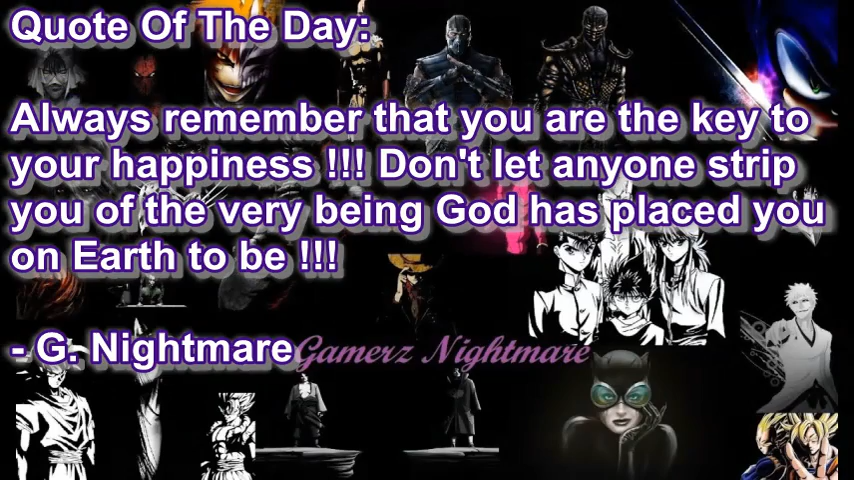 Quote Of The Day:
Always remember that you are the key to
your happiness !!! Don't let anyone strip
you of the very being God has placed you
on Earth to be !!!
- G. Nightmare Gamerz Nightmare